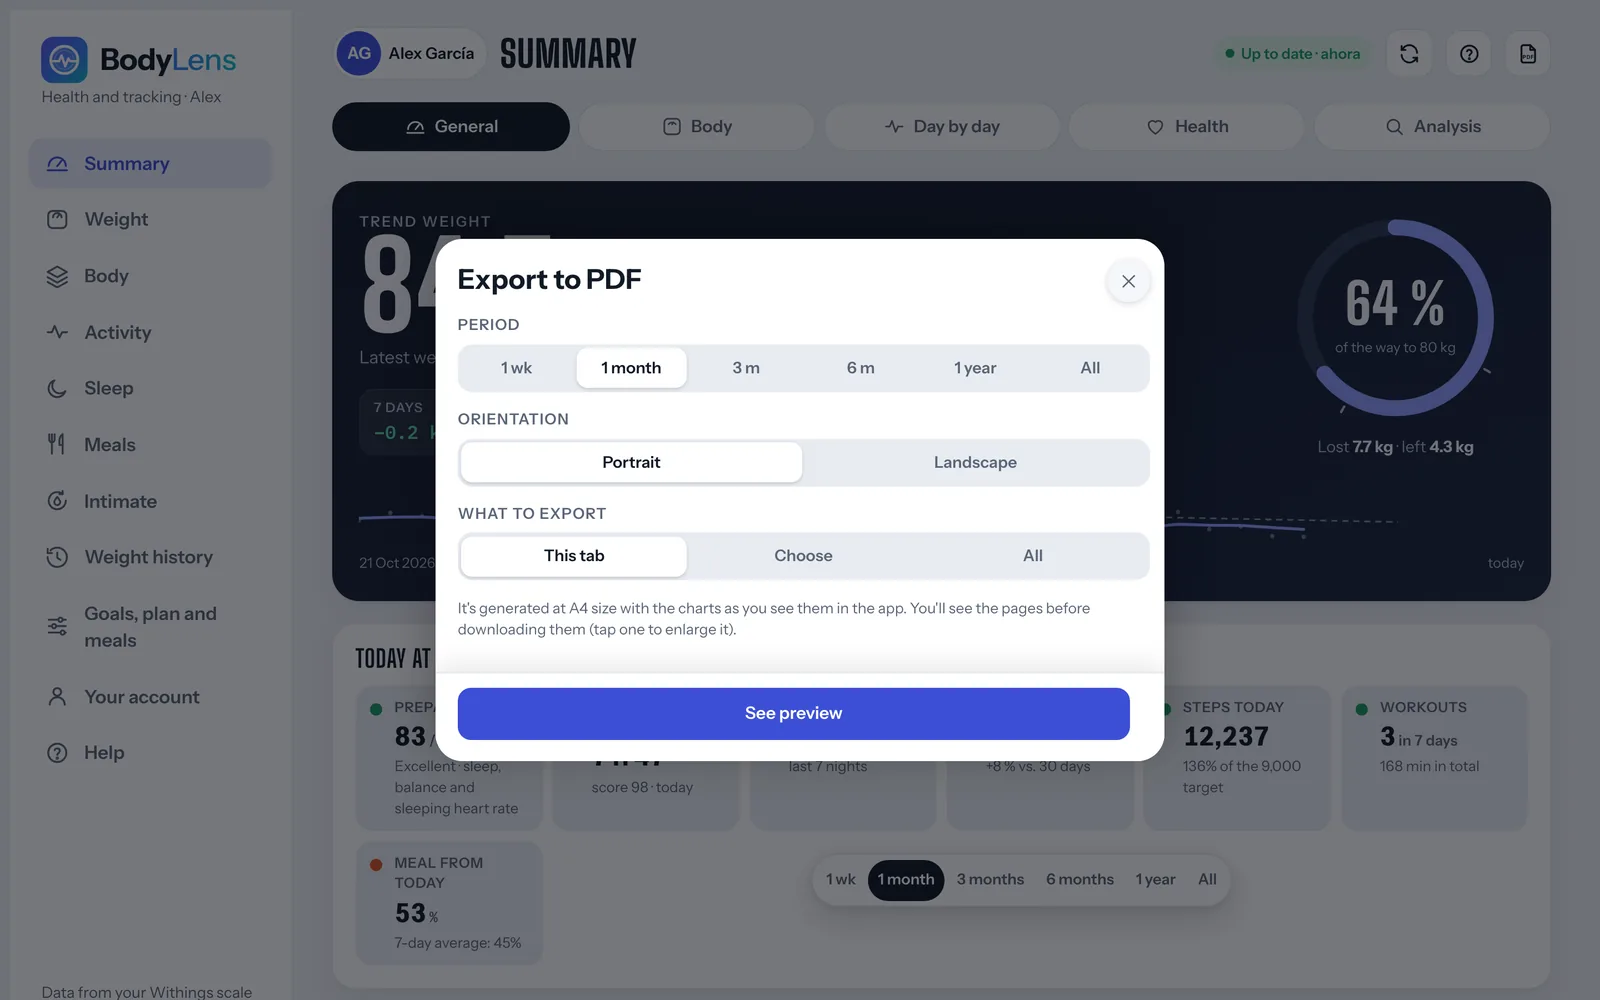 BodyLens
Health and tracking · Alex
Summary
Weight
Body
Activity
Sleep
Meals
Intimate
Weight history
Goals, plan and
meals
Your account
Help
Data from your Withings scale
AG Alex García
SUMMARY
Up to date · ahora
PDF
General
Body
Day by day
Health
Analysis
TREND WEIGHT
84
Latest we
7 DAYS
-0.2
21 Oct 2026
today
64 %
of the way to 80 kg
Lost 7.7 kg · left 4.3 kg
Export to PDF
PERIOD
1 wk
1 month
3 m
6 m
1 year
All
ORIENTATION
Portrait
Landscape
WHAT TO EXPORT
This tab
Choose
All
It's generated at A4 size with the charts as you see them in the app. You'll see the pages before
downloading them (tap one to enlarge it).
See preview
TODAY AT
83 /
Excellent · sleep,
balance and
sleeping heart rate
score 98 · today
last 7 nights
+8 % vs. 30 days
STEPS TODAY
12,237
136% of the 9,000
target
WORKOUTS
3 in 7 days
168 min in total
MEAL FROM
TODAY
53 %
7-day average: 45%
1 wk
1 month
3 months
6 months
1 year
All